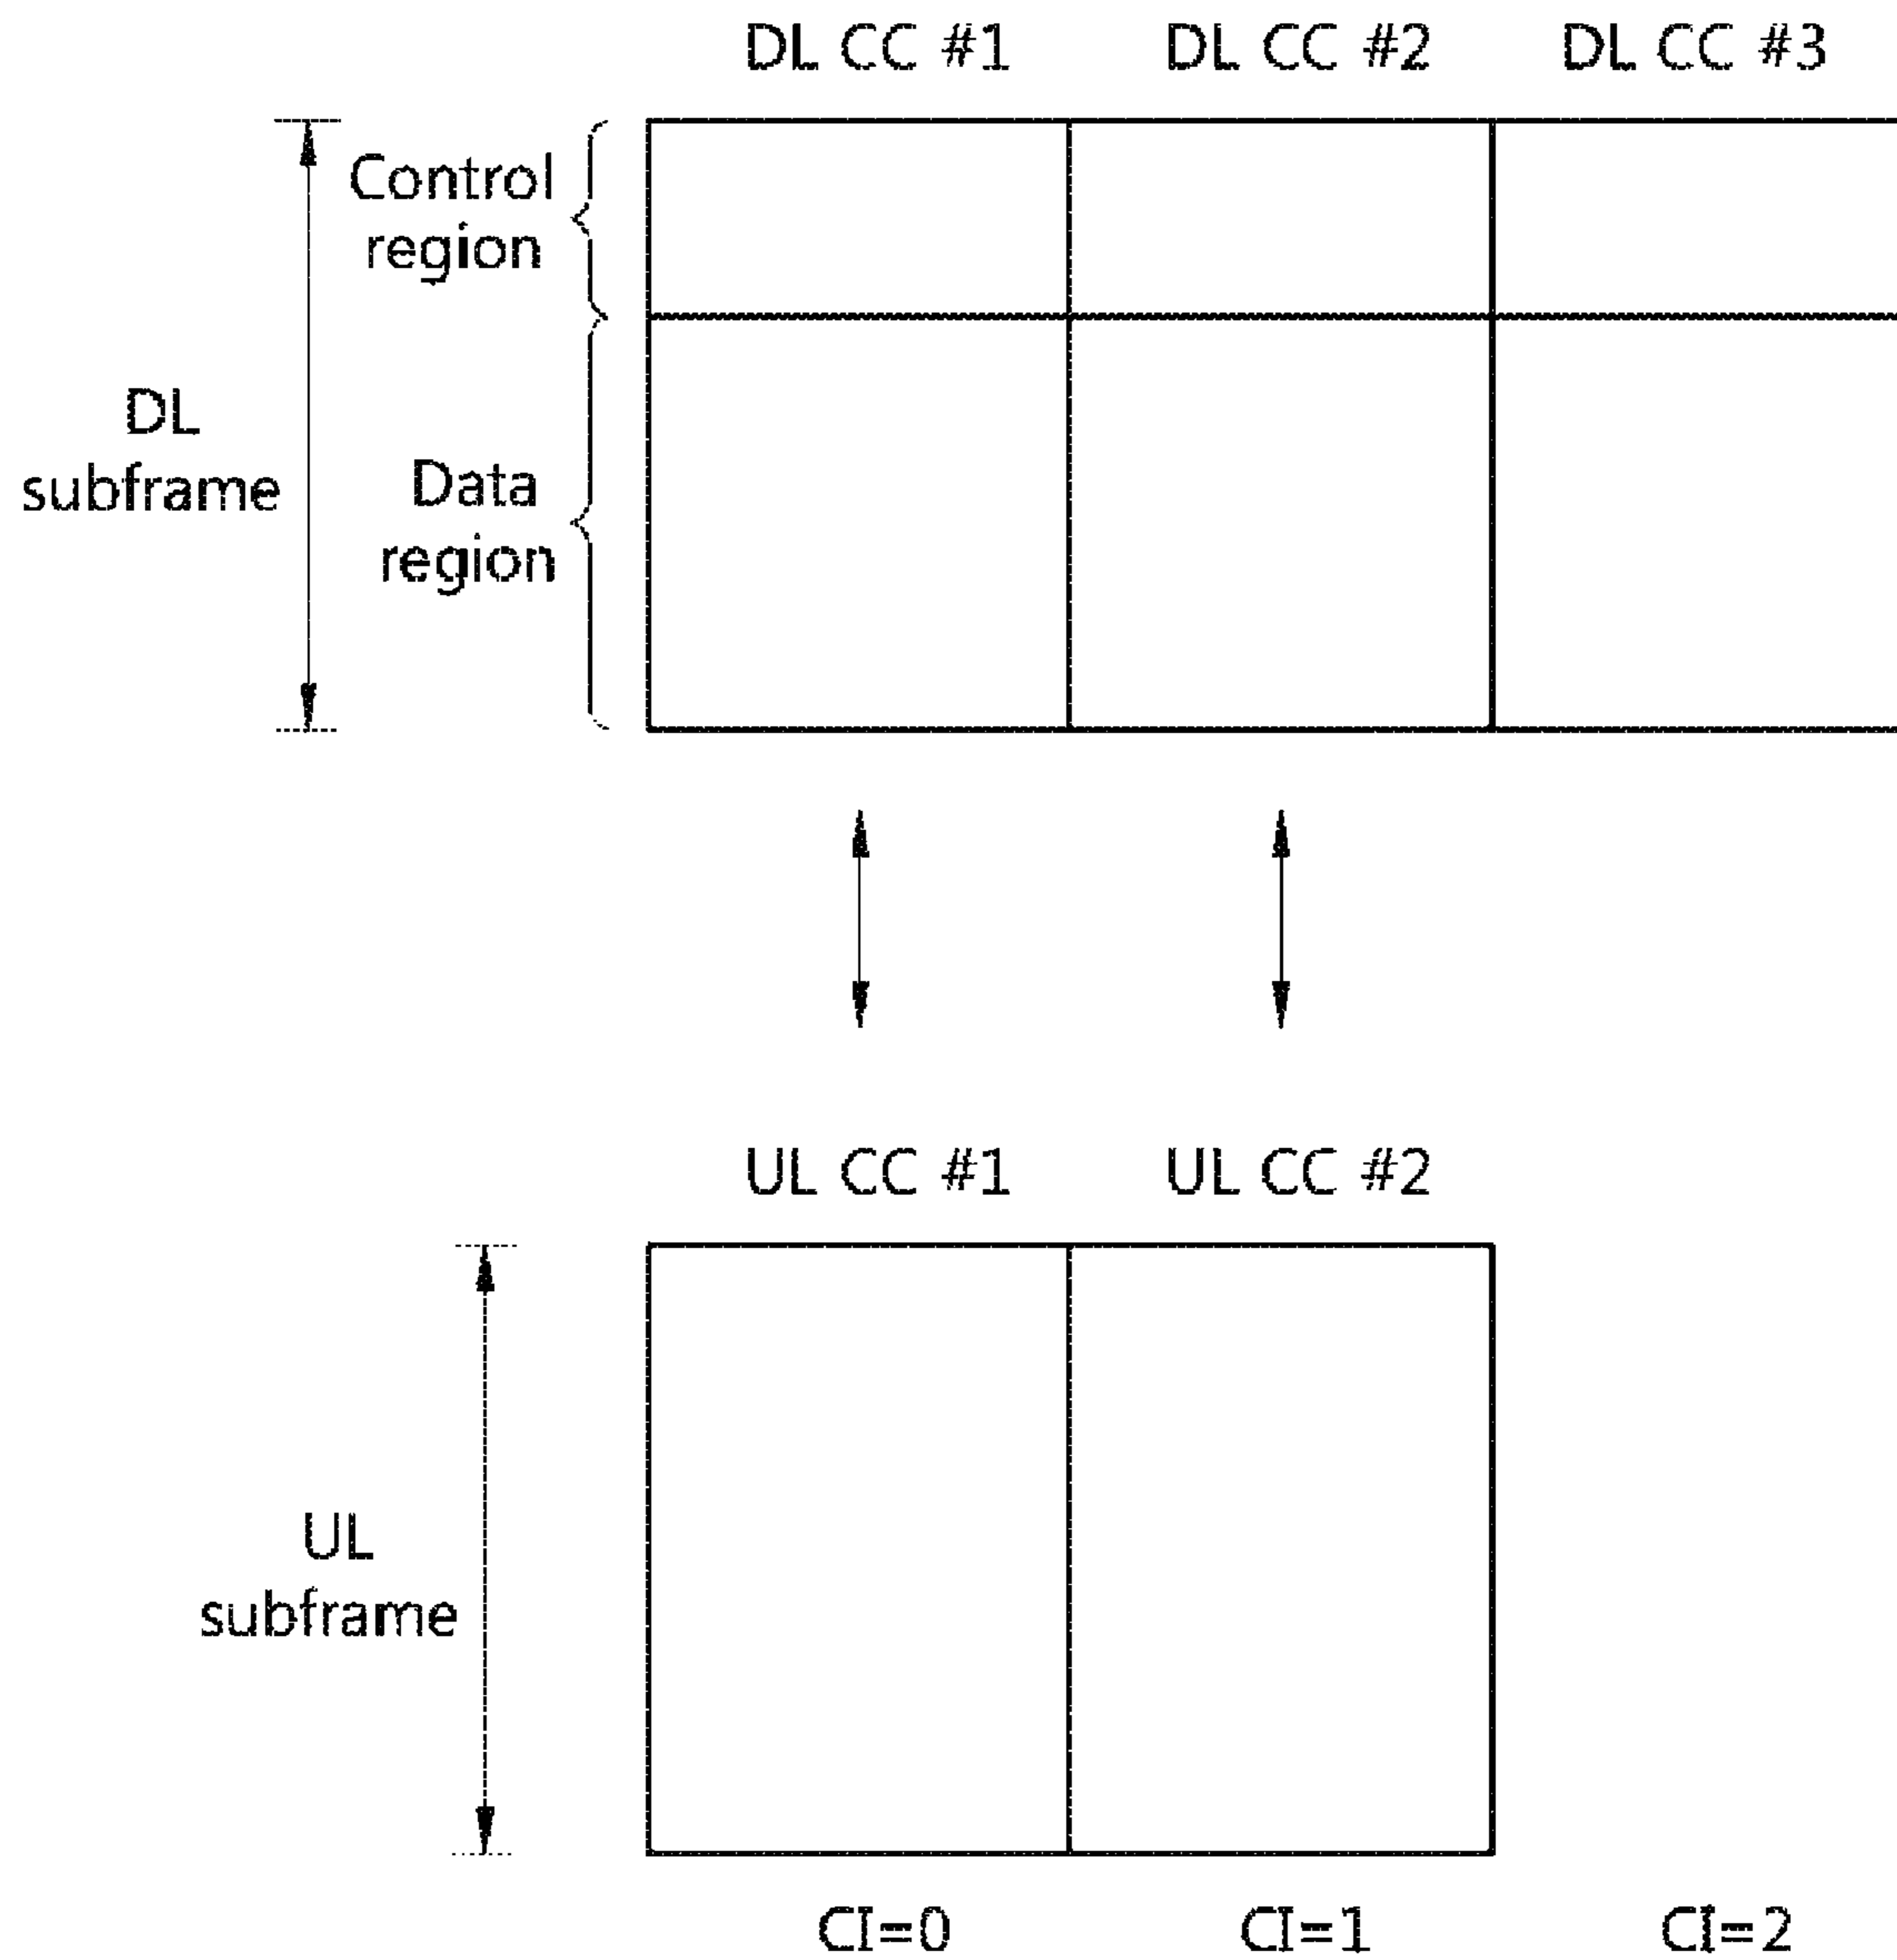 DL CC #1 DL CC #2 DL CC #3
Control
region
DL
subframe
Data
region
UL CC #1 UL CC #2
UL
subframe
CI=0 CI=1 CI=2